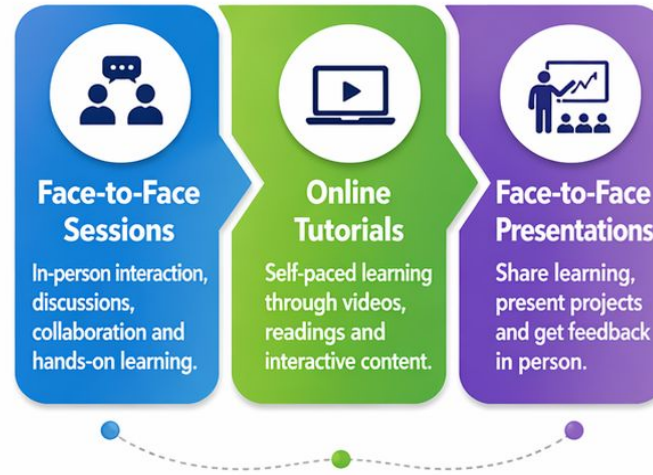 Face-to-Face
Sessions
In-person interaction,
discussions,
collaboration and
hands-on learning.
Online
Tutorials
Self-paced learning
through videos,
readings and
interactive content.
Face-to-Face
Presentations
Share learning,
present projects
and get feedback
in person.